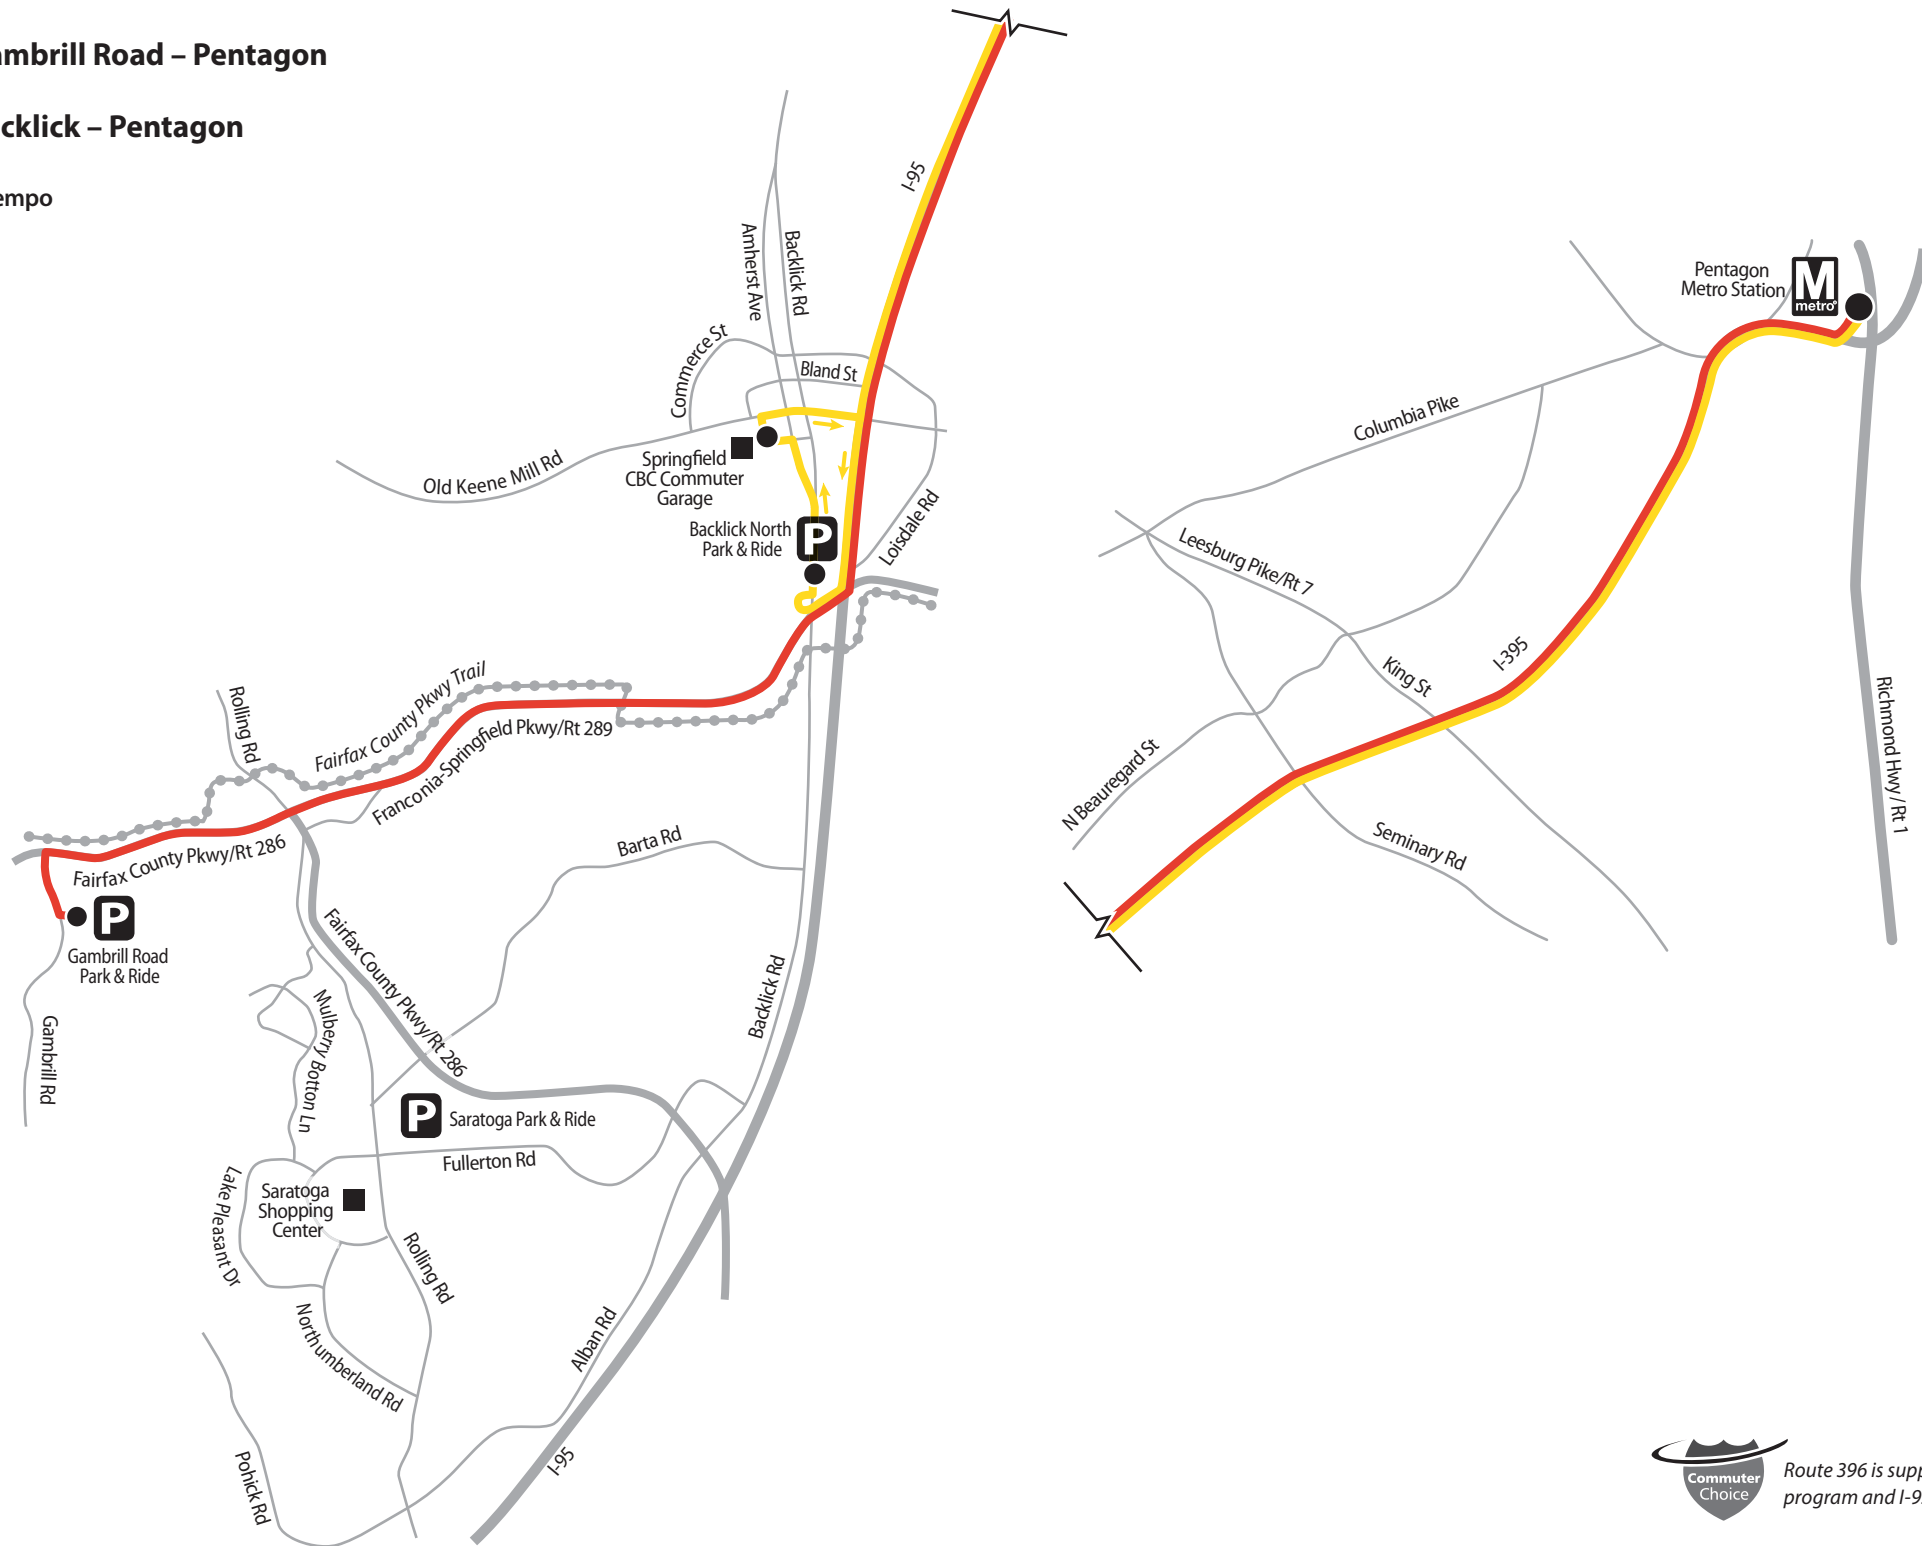 ambrill Road – Pentagon
cklick – Pentagon
empo
I-95
Amherst Ave
Backlick Rd
Commerce St
Bland St
Old Keene Mill Rd
Springfield
CBC Commuter
Garage
Backlick North
Park & Ride
P
Loisdale Rd
Rolling Rd
Fairfax County Pkwy Trail
Franconia-Springfield Pkwy/Rt 289
Fairfax County Pkwy/Rt 286
P
Gambrill Road
Park & Ride
Gambrill Rd
Barta Rd
Fairfax County Pkwy/Rt 286
Backlick Rd
Mulberry Botton Ln
P
Saratoga Park & Ride
Fullerton Rd
Lake Pleasant Dr
Saratoga
Shopping
Center
Rolling Rd
Northumberland Rd
Alban Rd
Pohick Rd
I-95
Pentagon
Metro Station
M
metro
Columbia Pike
Leesburg Pike/Rt 7
King St
I-395
N Beauregard St
Seminary Rd
Richmond Hwy / Rt 1
Commuter
Choice
Route 396 is supp
program and I-9